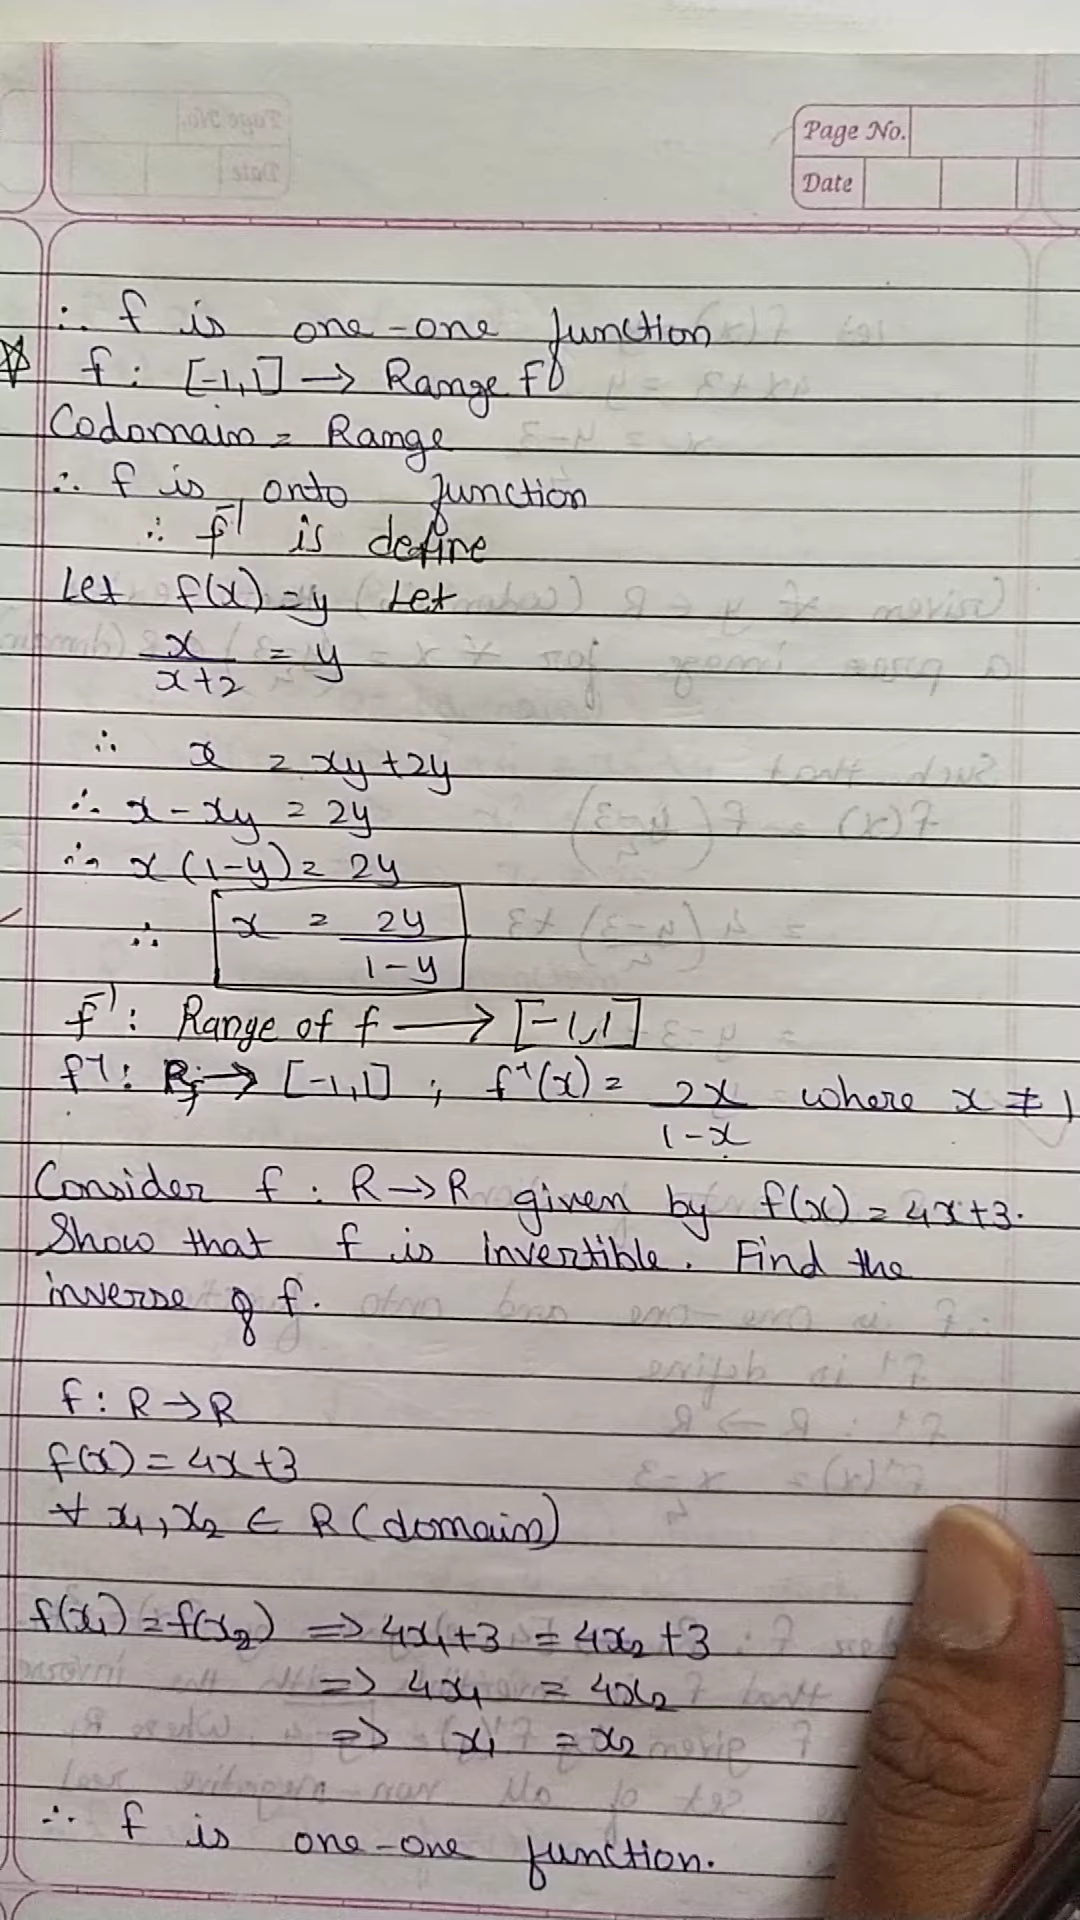 Page No.
Date
∴ f is one-one function
f : [-1,1] → Range f
Codomain = Range
∴ f is onto function
∴ f⁻¹ is define
Let f(x) = y Let
x/(x+2) = y
∴ x = xy + 2y
∴ x - xy = 2y
∴ x (1-y) = 2y
∴ x = 2y/(1-y)
f⁻¹ : Range of f → [-1,1]
f⁻¹ : Rf → [-1,1] ; f⁻¹(x) = 2x/(1-x) where x ≠ 1
Consider f : R → R given by f(x) = 4x+3.
Show that f is invertible. Find the
inverse of f.
f : R → R
f(x) = 4x+3
∀ x₁, x₂ ∈ R (domain)
f(x₁) = f(x₂) ⇒ 4x₁+3 = 4x₂+3
⇒ 4x₁ = 4x₂
⇒ x₁ = x₂
∴ f is one-one function.